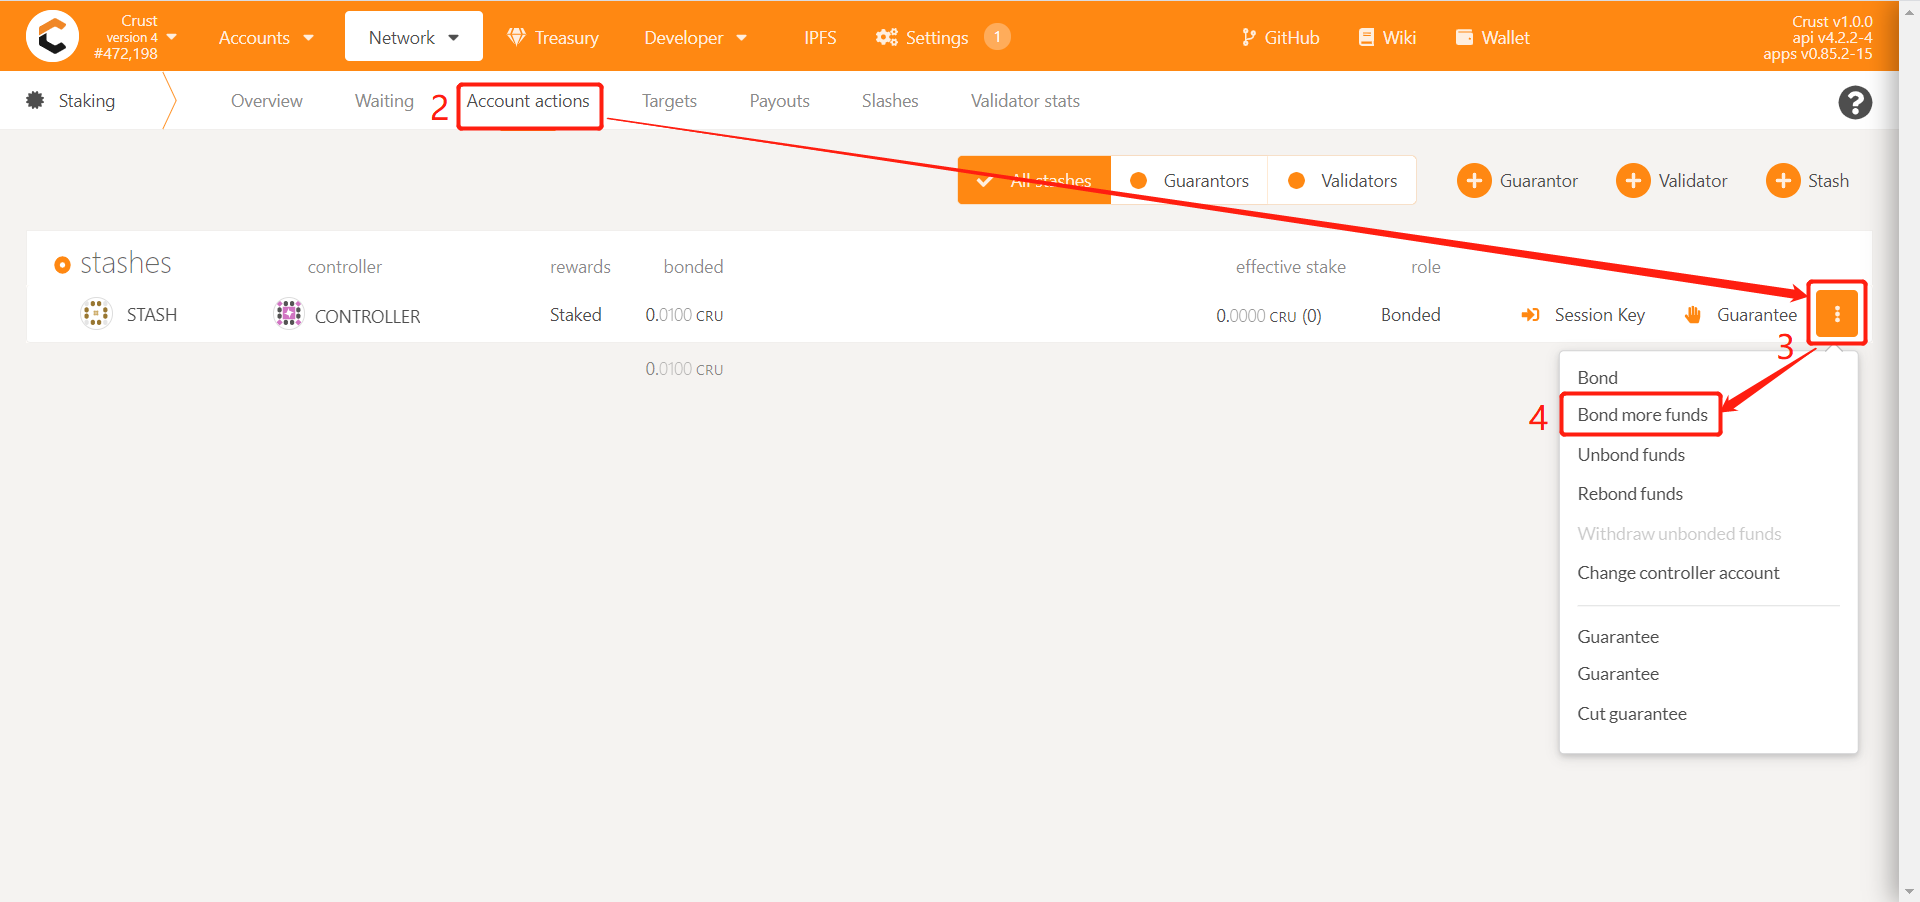 Crust
version 4
#472,198
Accounts
Network
Treasury
Developer
IPFS
Settings
1
GitHub
Wiki
Wallet
Crust v1.0.0
api v4.2.2-4
apps v0.85.2-15
Staking
Overview
Waiting
2
Account actions
Targets
Payouts
Slashes
Validator stats
?
All stashes
Guarantors
Validators
Guarantor
Validator
Stash
stashes
controller
rewards
bonded
effective stake
role
STASH
CONTROLLER
Staked
0.0100 CRU
0.0000 CRU (0)
Bonded
Session Key
Guarantee
3
0.0100 CRU
Bond
4
Bond more funds
Unbond funds
Rebond funds
Withdraw unbonded funds
Change controller account
Guarantee
Guarantee
Cut guarantee